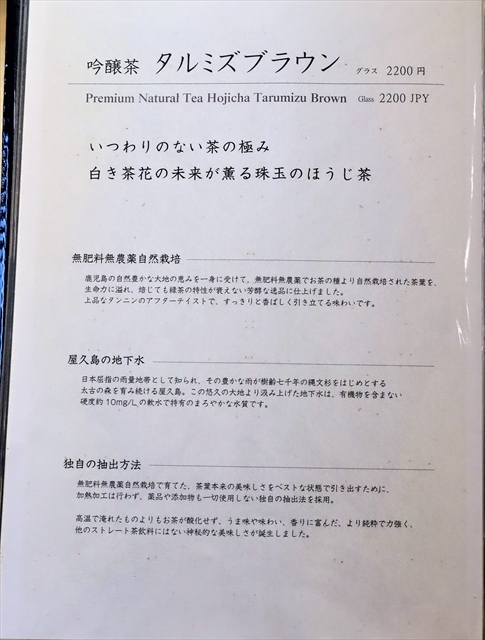 吟醸茶 タルミズブラウン グラス 2200円
Premium Natural Tea Hojicha Tarumizu Brown Glass 2200 JPY
いつわりのない茶の極み
白き茶花の未来が薫る珠玉のほうじ茶
無肥料無農薬自然栽培
鹿児島の自然豊かな大地の恵みを一身に受けて、無肥料無農薬でお茶の種より自然栽培された茶葉を、
生命力に溢れ、焙じても緑茶の特性が衰えない芳醇な逸品に仕上げました。
上品なタンニンのアフターテイストで、すっきりと香ばしく引き立てる味わいです。
屋久島の地下水
日本屈指の雨量地帯として知られ、その豊かな雨が樹齢七千年の縄文杉をはじめとする
太古の森を育み続ける屋久島。この悠久の大地より汲み上げた地下水は、有機物を含まない
硬度約10mg/Lの軟水で特有のまろやかな水質です。
独自の抽出方法
無肥料無農薬自然栽培で育てた、茶葉本来の美味しさをベストな状態で引き出すために、
加熱加工は行わず、薬品や添加物も一切使用しない独自の抽出法を採用。
高温で淹れたものよりもお茶が酸化せず、うま味や味わい、香りに富んだ、より純粋で力強く、
他のストレート茶飲料にはない神秘的な美味しさが誕生しました。